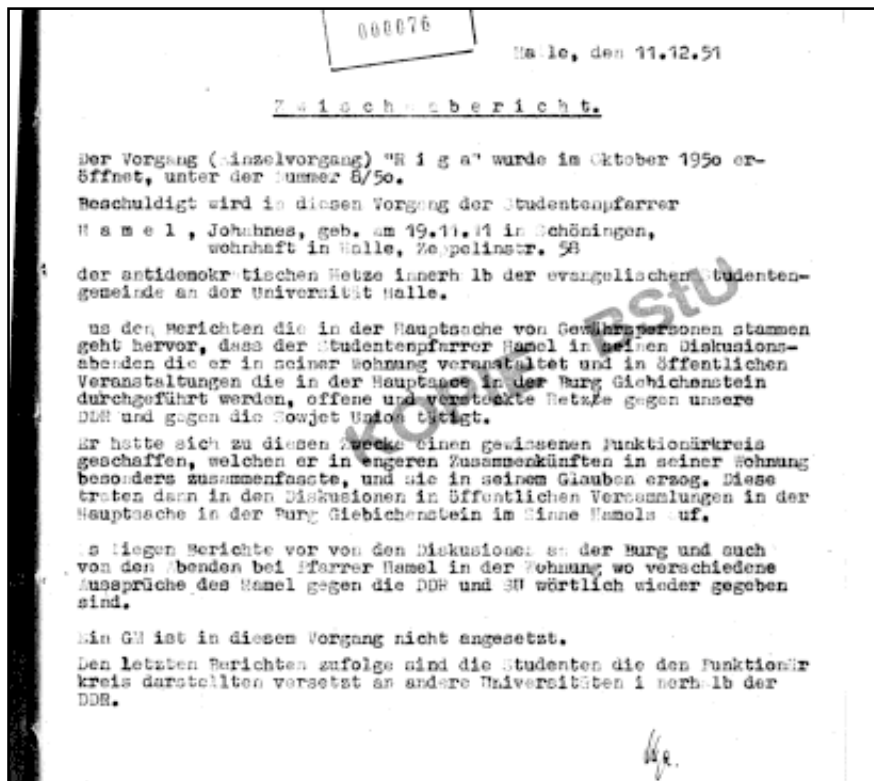 000076
Halle, den 11.12.51
Zwischenbericht.
Der Vorgang (Einzelvorgang) "R i g a" wurde im Oktober 1950 er-
öffnet, unter der Nummer 8/50.
Beschuldigt wird in diesen Vorgang der Studentenpfarrer
H a m e l , Johannes, geb. am 19.11.11 in Schöningen,
wohnhaft in Halle, Zeppelinstr. 58
der antidemokratischen Hetze innerhalb der evangelischen Studenten-
gemeinde an der Universität Halle.
Aus den Berichten die in der Hauptsache von Gewährspersonen stammen
geht hervor, dass der Studentenpfarrer Hamel in seinen Diskusions-
abenden die er in seiner Wohnung veranstaltet und in öffentlichen
Veranstaltungen die in der Hauptsace in der Burg Giebichenstein
durchgeführt werden, offene und versteckte Hetze gegen unsere
DDR und gegen die Sowjet Union tätigt.
Er hatte sich zu diesen Zwecke einen gewissenen Funktionärkreis
geschaffen, welchen er in engeren Zusammenkünften in seiner Wohnung
besonders zusammenfasste, und sie in seinem Glauben erzog. Diese
traten dann in den Diskusionen in öffentlichen Versammlungen in der
Hauptsache in der Burg Giebichenstein im Sinne Hamels auf.
Es liegen Berichte vor von den Diskusionen an der Burg und auch
von den Abenden bei Pfarrer Hamel in der Wohnung wo verschiedene
Aussprüche des Hamel gegen die DDR und SU wörtlich wieder gegeben
sind.
Ein GM ist in diesem Vorgang nicht angesetzt.
Den letzten Berichten zufolge sind die Studenten die den Funktionär
kreis darstellten versetzt an andere Universitäten innerhalb der
DDR.
KOPIE BStU